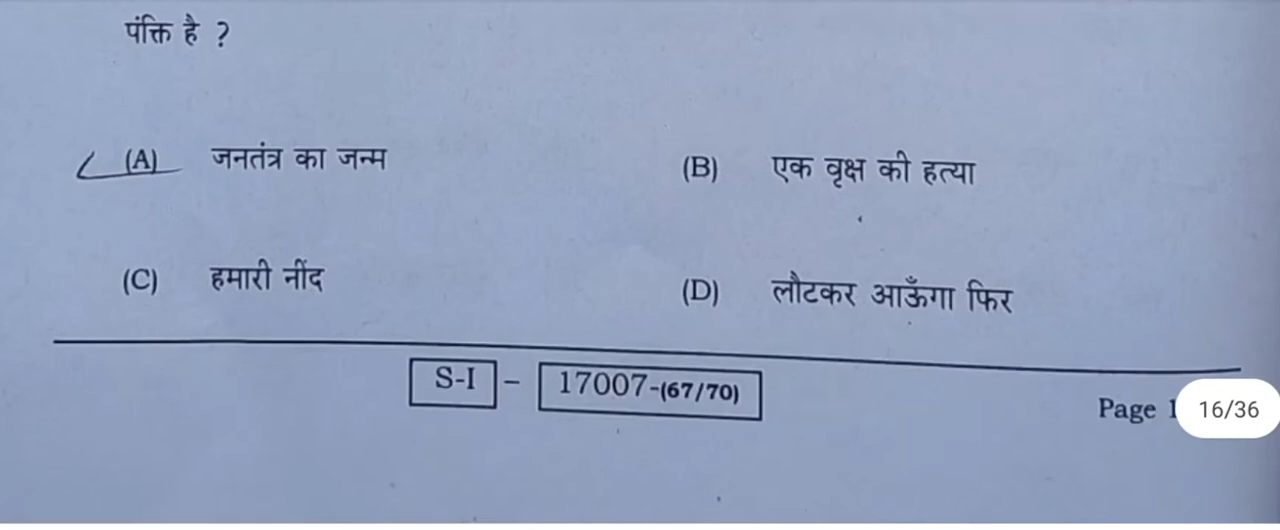 पंक्ति है ?
(A) जनतंत्र का जन्म (B) एक वृक्ष की हत्या
(C) हमारी नींद (D) लौटकर आऊँगा फिर
S-I - 17007-(67/70)
Page 1 16/36